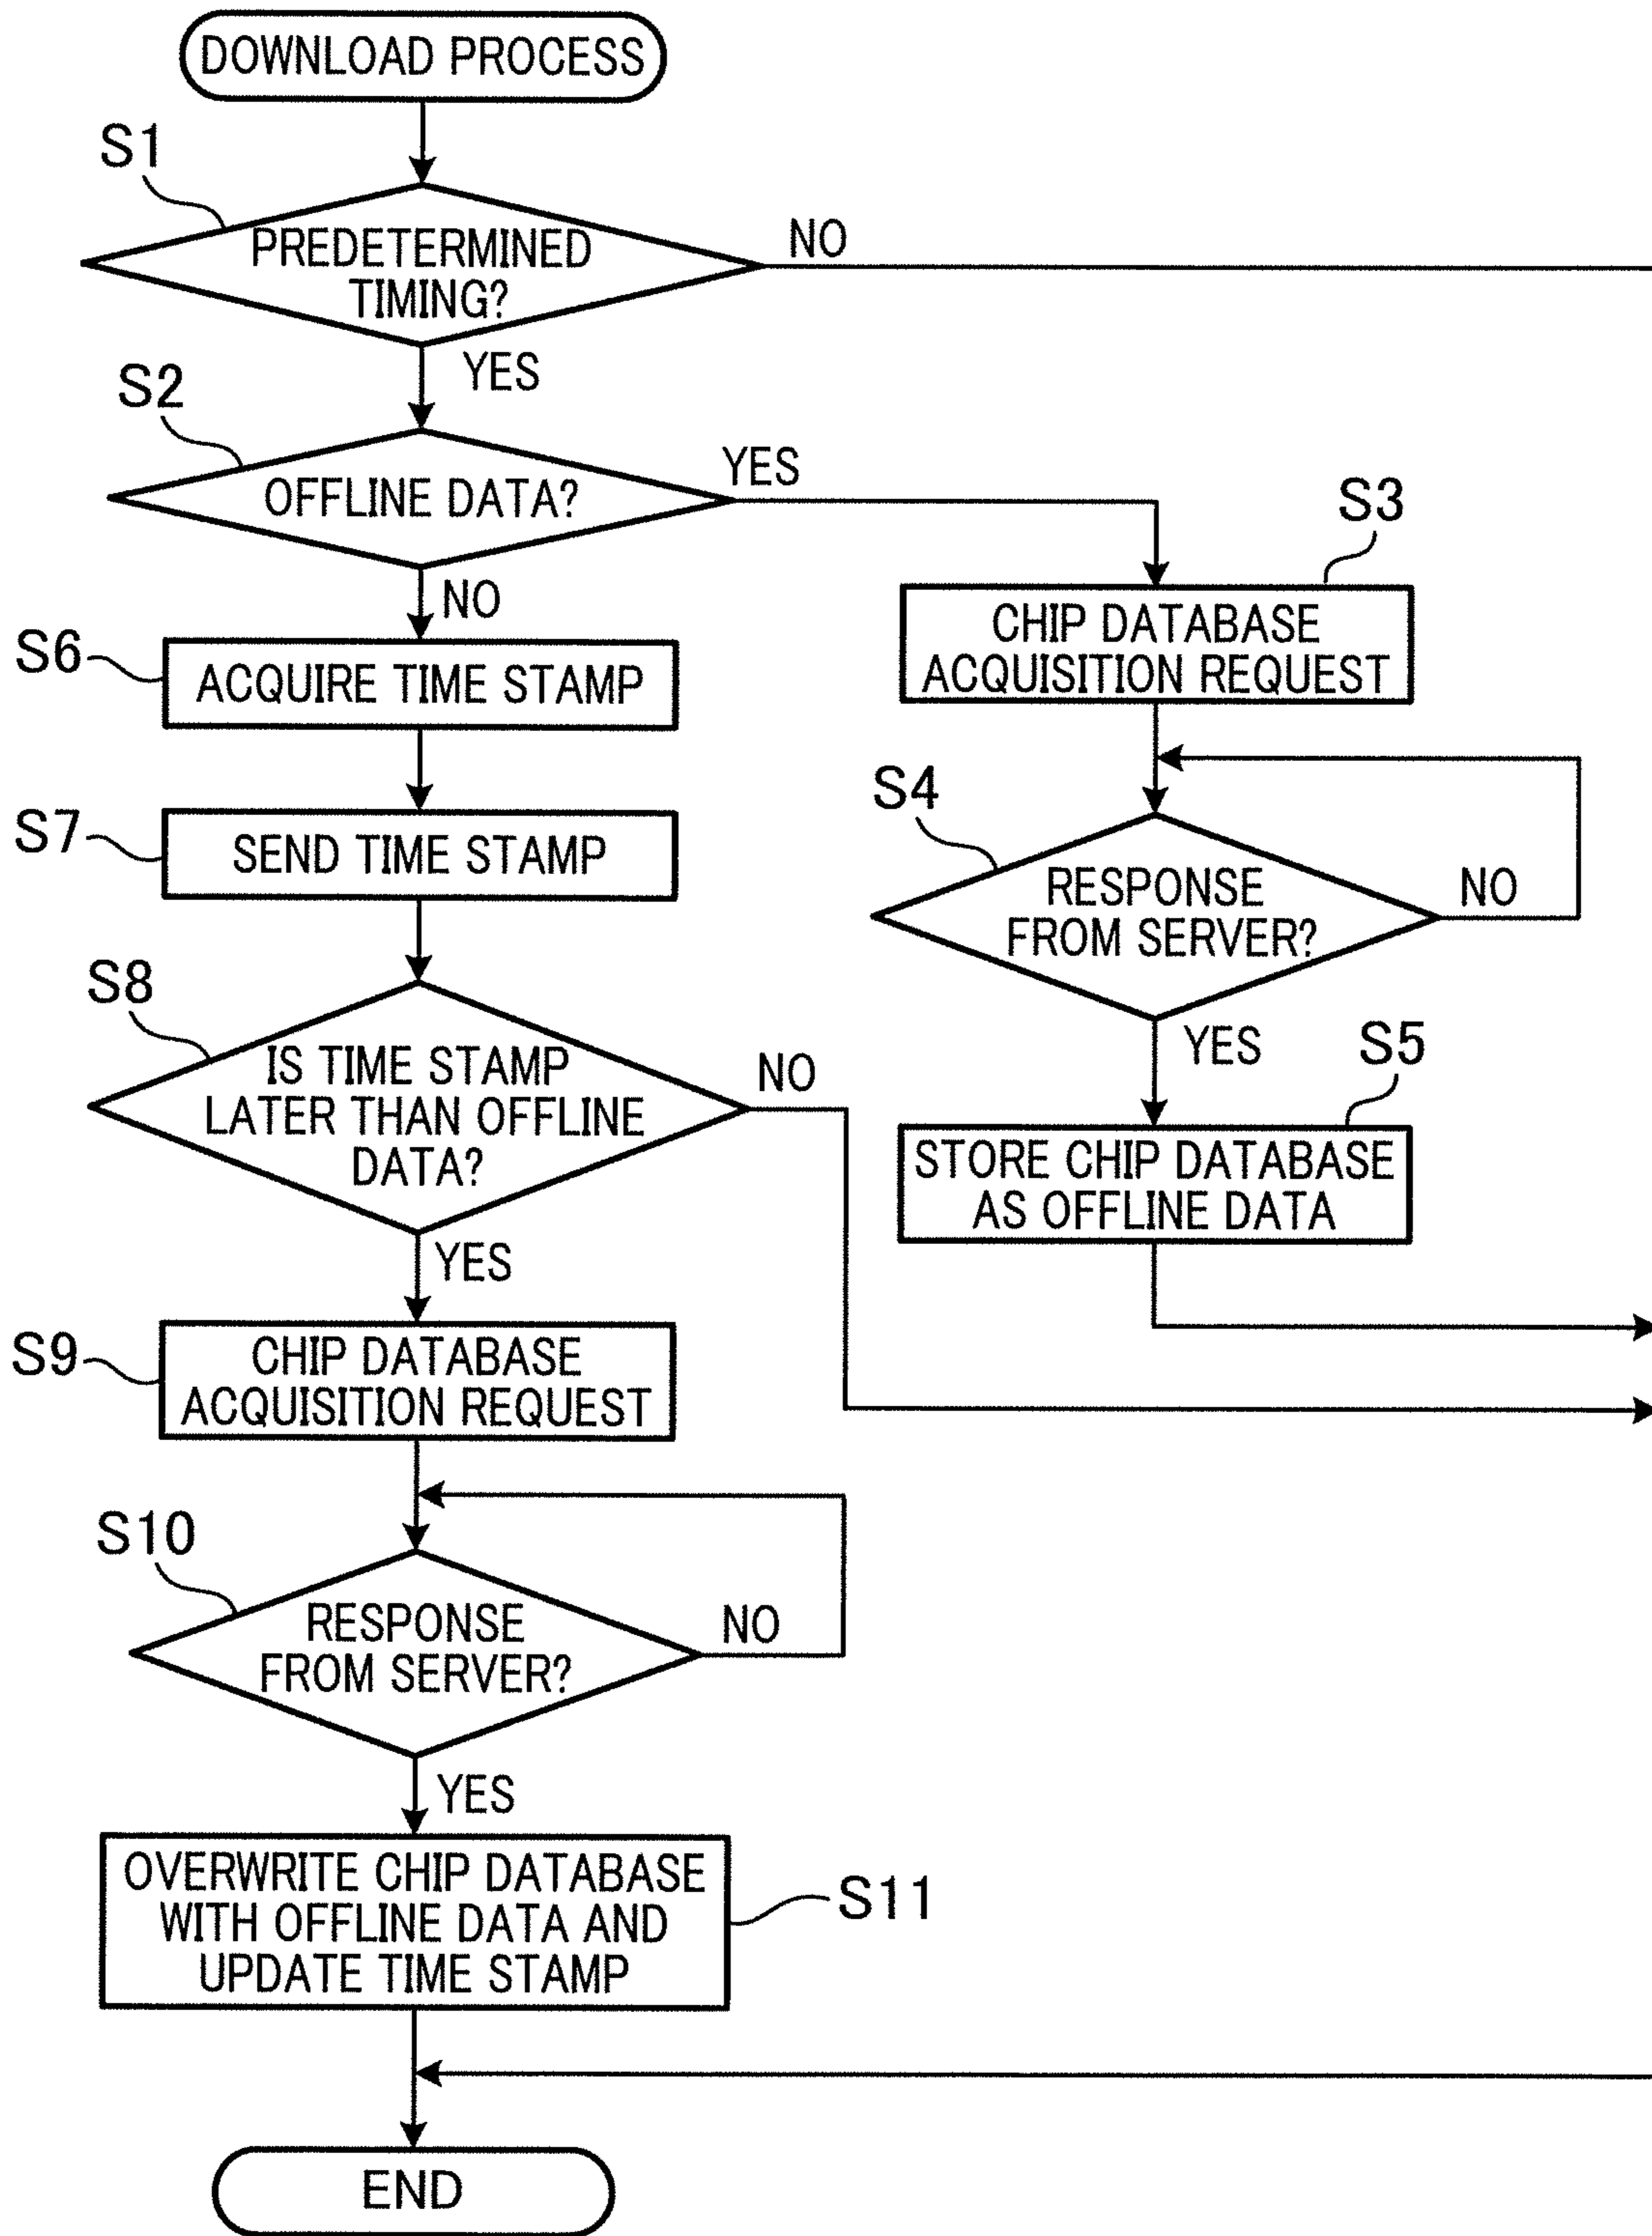 DOWNLOAD PROCESS
S1
PREDETERMINED
TIMING?
NO
YES
S2
OFFLINE DATA?
YES
NO
S3
CHIP DATABASE
ACQUISITION REQUEST
S6
ACQUIRE TIME STAMP
S4
RESPONSE
FROM SERVER?
NO
YES
S7
SEND TIME STAMP
S5
STORE CHIP DATABASE
AS OFFLINE DATA
S8
IS TIME STAMP
LATER THAN OFFLINE
DATA?
NO
YES
S9
CHIP DATABASE
ACQUISITION REQUEST
S10
RESPONSE
FROM SERVER?
NO
YES
OVERWRITE CHIP DATABASE
WITH OFFLINE DATA AND
UPDATE TIME STAMP
S11
END